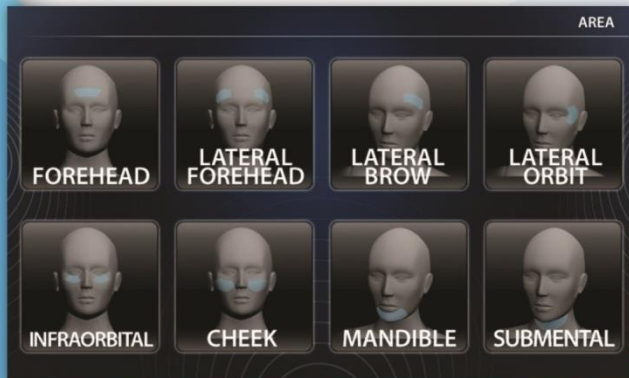 AREA
FOREHEAD
LATERAL
FOREHEAD
LATERAL
BROW
LATERAL
ORBIT
INFRAORBITAL
CHEEK
MANDIBLE
SUBMENTAL